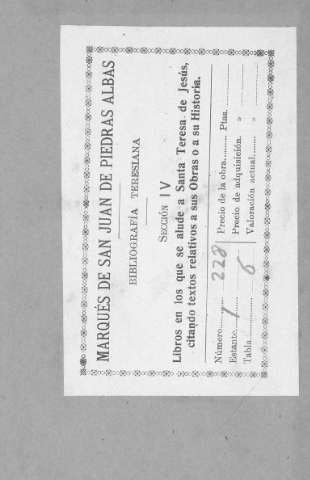 MARQUÉS DE SAN JUAN DE PIEDRAS ALBAS
BIBLIOGRAFÍA TERESIANA
SECCIÓN IV
Libros en los que se alude a Santa Teresa de Jesús,
citando textos relativos a sus Obras o a su Historia.
Número....... 228 Precio de la obra......... Ptas.
Estante...... 1 Precio de adquisición. »
Tabla......... 6 Valoración actual........ »